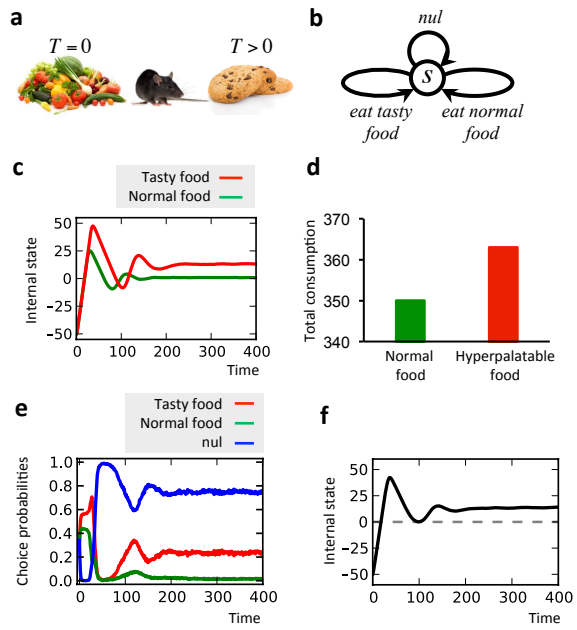 a
T = 0
T > 0
b
nul
S
eat tasty
food
eat normal
food
c
Tasty food
Normal food
Internal state
50
25
0
−25
−50
0
100
200
300
400
Time
d
Total consumption
370
360
350
340
Normal
food
Hyperpalatable
food
e
Tasty food
Normal food
nul
Choice probabilities
1.0
0.8
0.6
0.4
0.2
0.0
0
100
200
300
400
Time
f
Internal state
50
25
0
−25
−50
0
100
200
300
400
Time